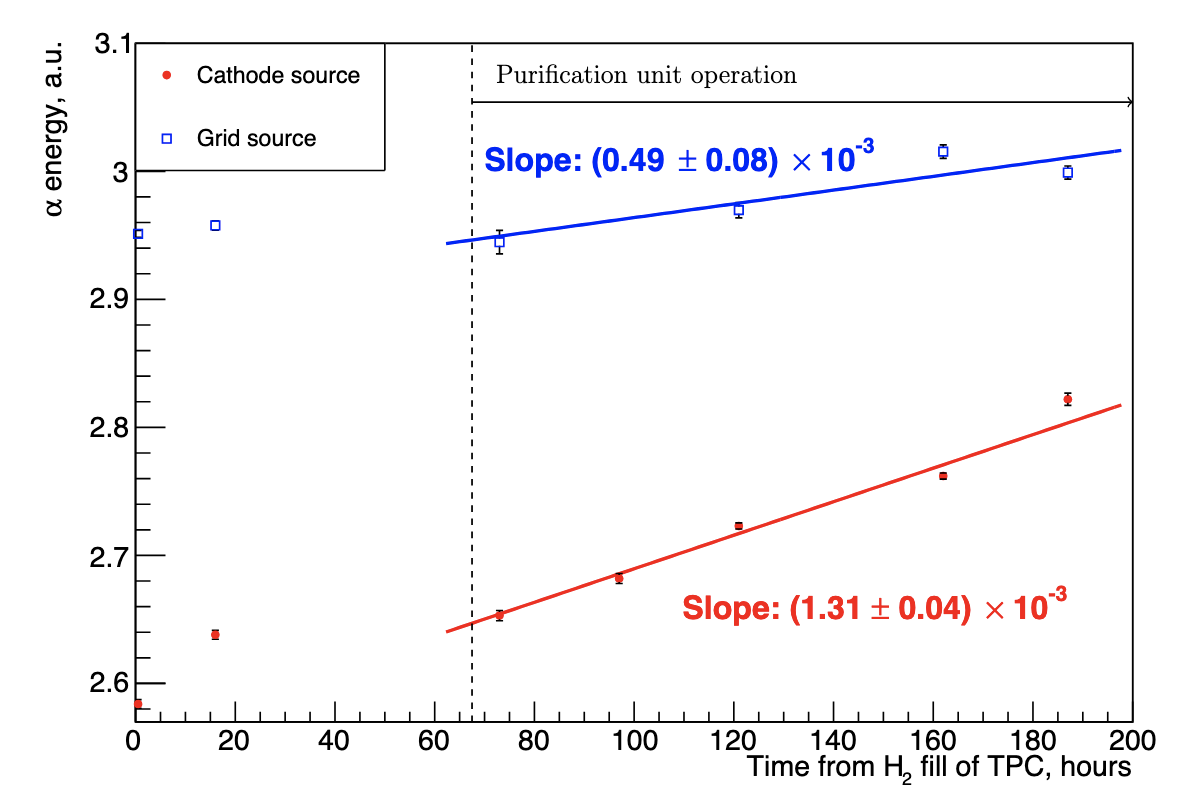 α energy, a.u.
3.1
3
2.9
2.8
2.7
2.6
Cathode source
Grid source
Purification unit operation
Slope: (0.49 ± 0.08) × 10⁻³
Slope: (1.31 ± 0.04) × 10⁻³
0 20 40 60 80 100 120 140 160 180 200
Time from H₂ fill of TPC, hours